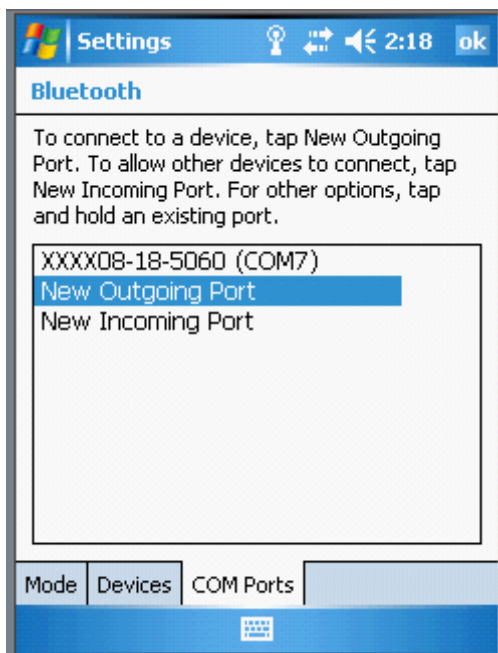 Settings 2:18 ok
Bluetooth
To connect to a device, tap New Outgoing
Port. To allow other devices to connect, tap
New Incoming Port. For other options, tap
and hold an existing port.
XXXX08-18-5060 (COM7)
New Outgoing Port
New Incoming Port
Mode Devices COM Ports